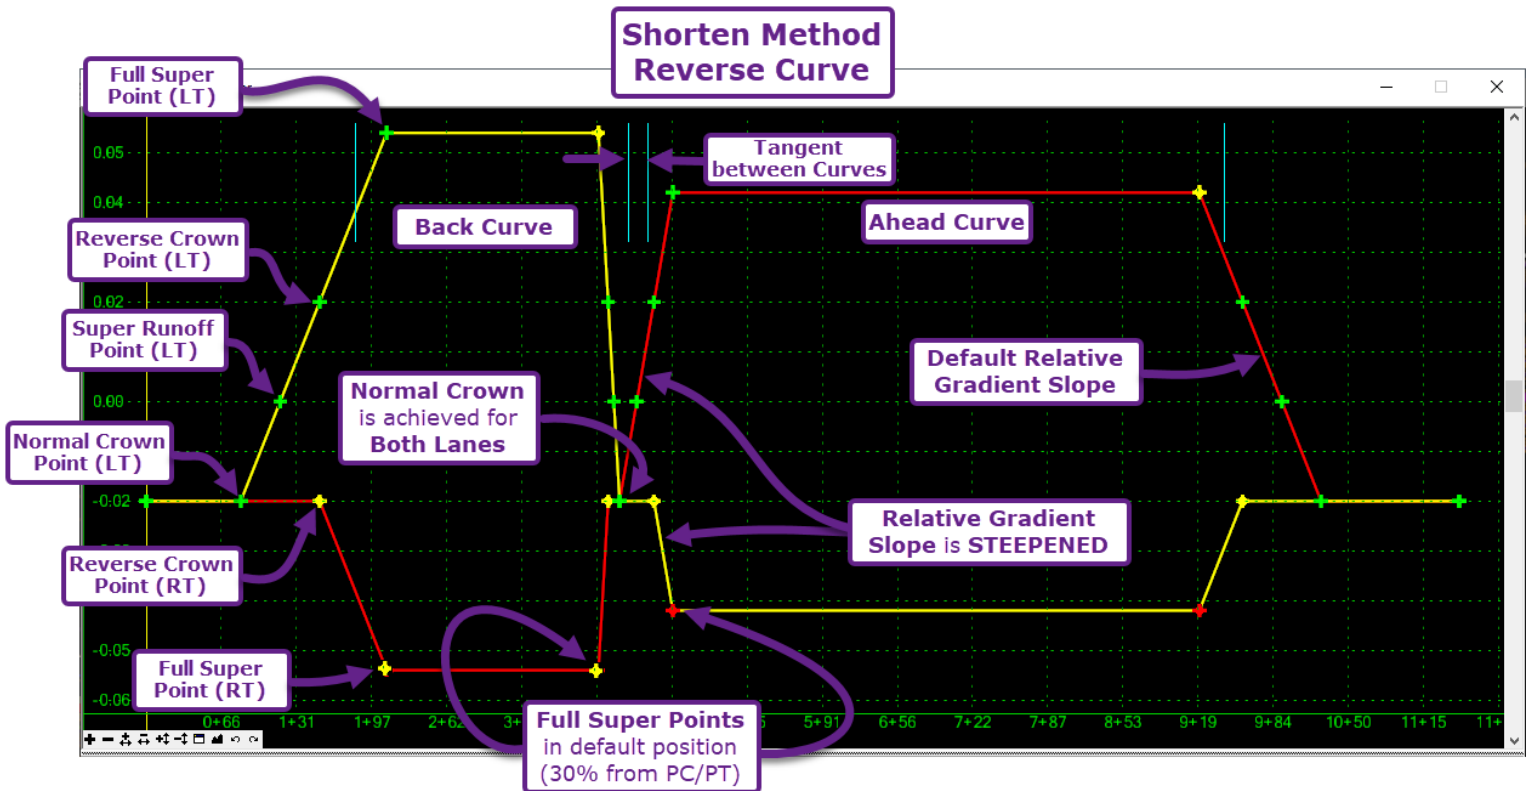 Shorten Method
Reverse Curve
Full Super
Point (LT)
Tangent
between Curves
Back Curve
Ahead Curve
Reverse Crown
Point (LT)
Super Runoff
Point (LT)
Default Relative
Gradient Slope
Normal Crown
is achieved for
Both Lanes
Normal Crown
Point (LT)
Relative Gradient
Slope is STEEPENED
Reverse Crown
Point (RT)
Full Super
Point (RT)
Full Super Points
in default position
(30% from PC/PT)
0.05
0.04
0.02
0.00
-0.02
-0.05
-0.06
0+66
1+31
1+97
2+62
5+91
6+56
7+22
7+87
8+53
9+19
9+84
10+50
11+15